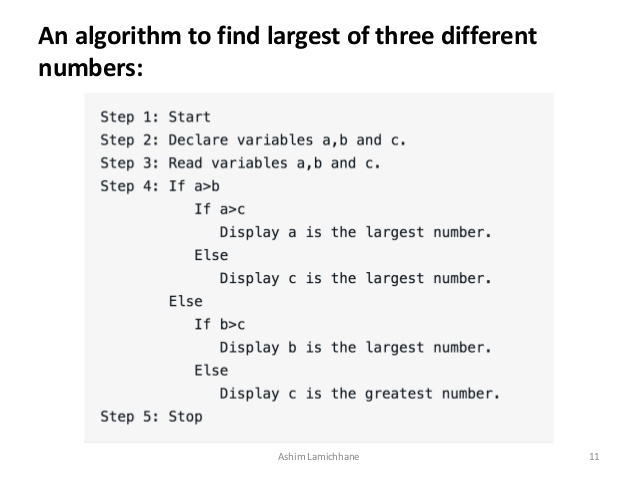 An algorithm to find largest of three different
numbers:
Step 1: Start
Step 2: Declare variables a,b and c.
Step 3: Read variables a,b and c.
Step 4: If a>b
If a>c
Display a is the largest number.
Else
Display c is the largest number.
Else
If b>c
Display b is the largest number.
Else
Display c is the greatest number.
Step 5: Stop
Ashim Lamichhane
11